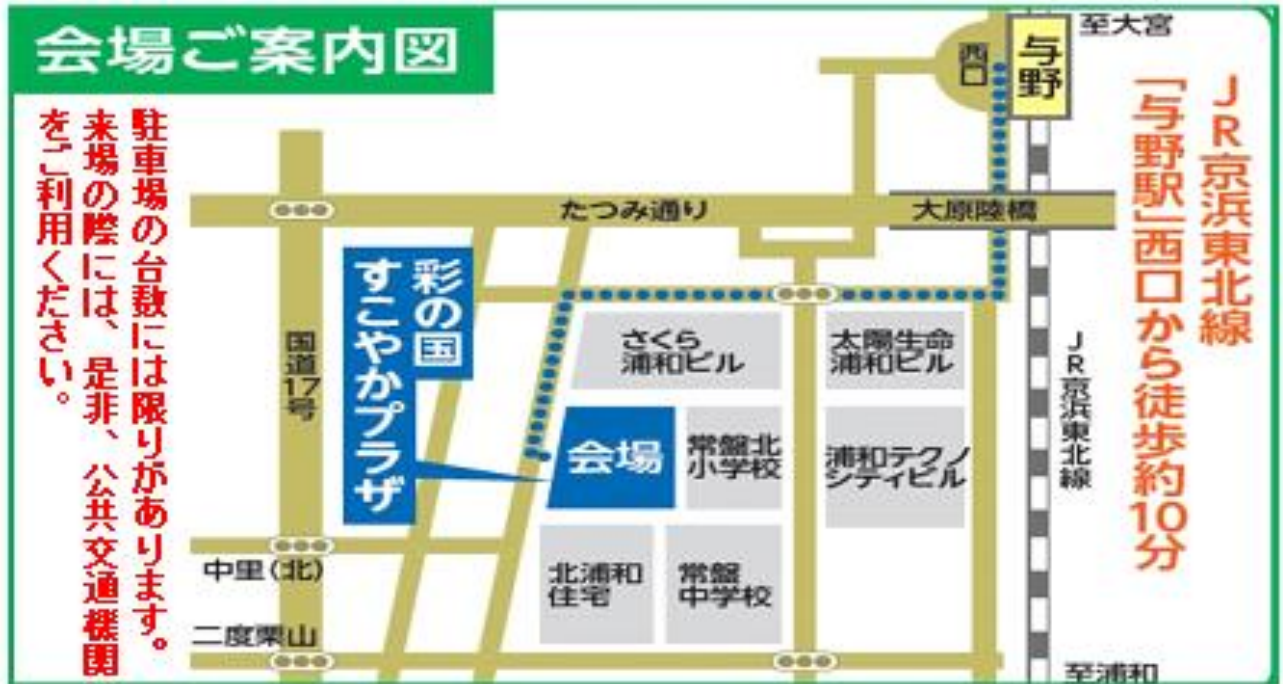 会場ご案内図
駐車場の台数には限りがあります。
来場の際には、是非、公共交通機関
をご利用ください。
至大宮
与野
西口
JR京浜東北線
「与野駅」西口から徒歩約10分
たつみ通り
大原陸橋
彩の国
すこやかプラザ
国道17号
さくら
浦和ビル
太陽生命
浦和ビル
JR京浜東北線
会場
常盤北
小学校
浦和テクノ
シティビル
中里(北)
北浦和
住宅
常盤
中学校
二度栗山
至浦和